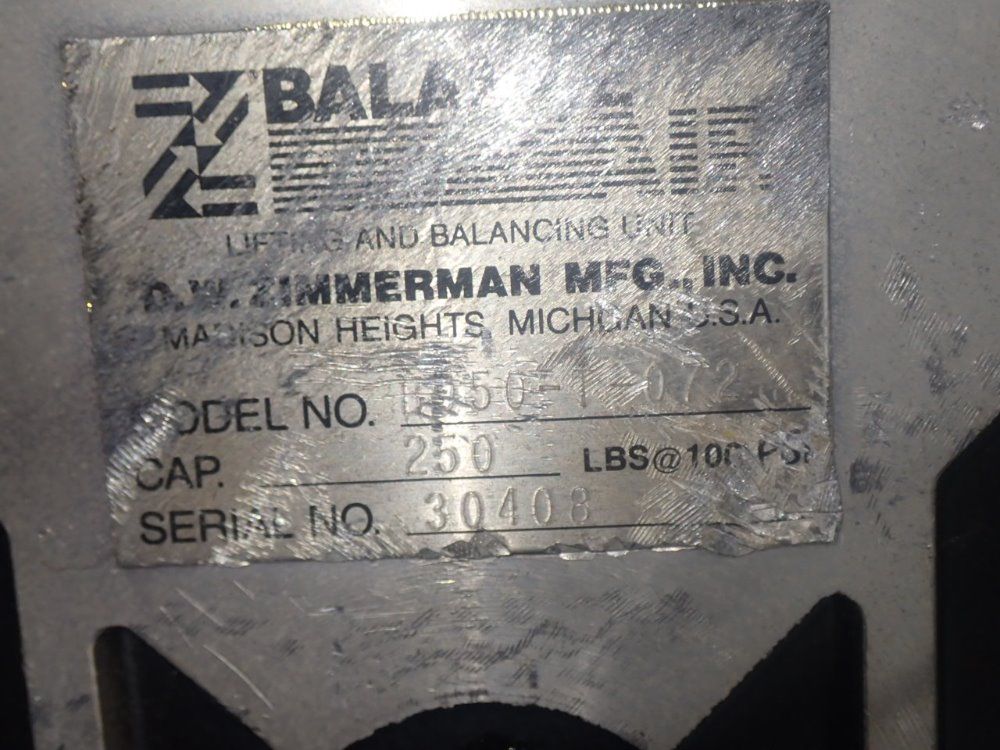 LIFTING AND BALANCING UNIT
D.W. ZIMMERMAN MFG., INC.
MADISON HEIGHTS, MICHIGAN U.S.A.
MODEL NO.
CAP. 250 LBS@100 PSI
SERIAL NO. 30408